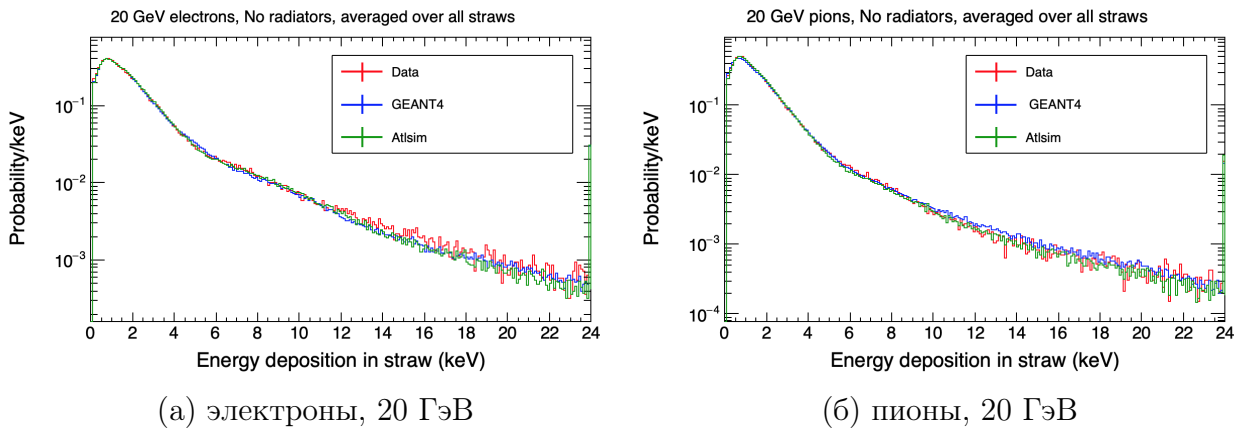 20 GeV electrons, No radiators, averaged over all straws
Probability/keV
10⁻¹
10⁻²
10⁻³
Data
GEANT4
Atlsim
0 2 4 6 8 10 12 14 16 18 20 22 24
Energy deposition in straw (keV)
(а) электроны, 20 ГэВ
20 GeV pions, No radiators, averaged over all straws
Probability/keV
10⁻¹
10⁻²
10⁻³
10⁻⁴
Data
GEANT4
Atlsim
0 2 4 6 8 10 12 14 16 18 20 22 24
Energy deposition in straw (keV)
(б) пионы, 20 ГэВ